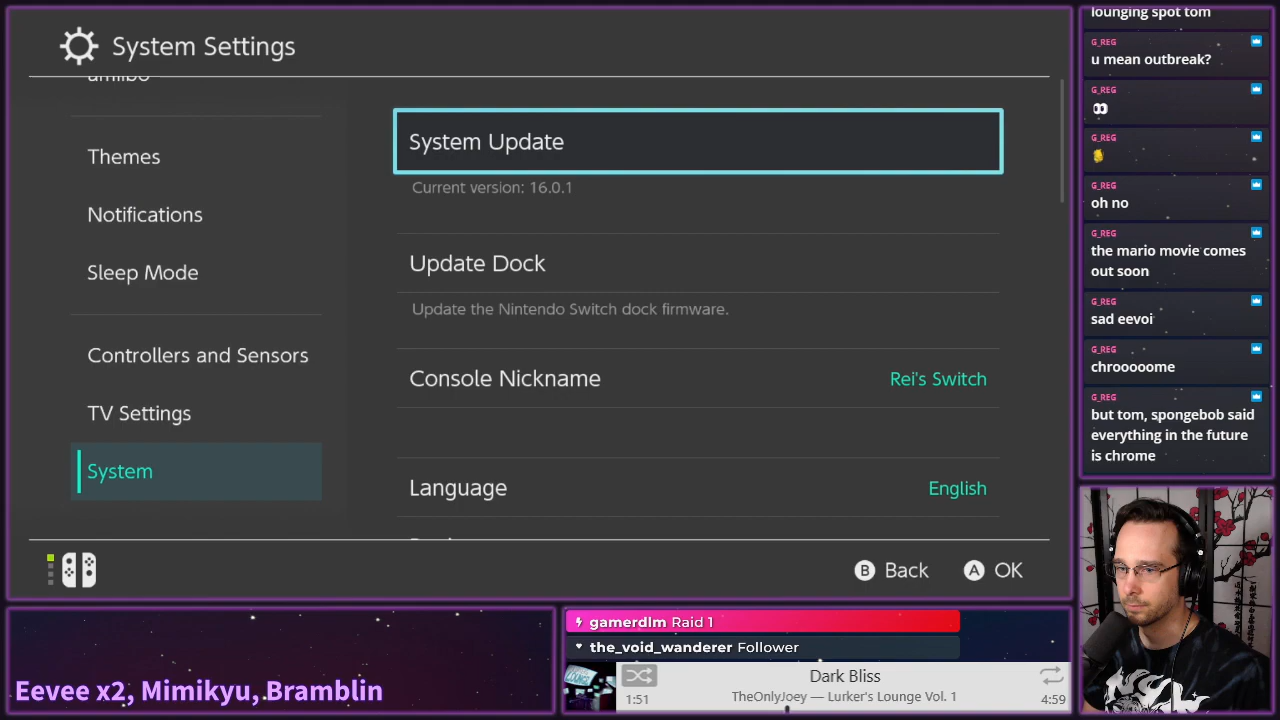 System Settings
amiibo
Themes
Notifications
Sleep Mode
Controllers and Sensors
TV Settings
System
System Update
Current version: 16.0.1
Update Dock
Update the Nintendo Switch dock firmware.
Console Nickname
Rei's Switch
Language
English
B Back
A OK
lounging spot tom
G_REG
u mean outbreak?
G_REG
G_REG
G_REG
oh no
G_REG
the mario movie comes
out soon
G_REG
sad eevoi
G_REG
chrooooome
G_REG
but tom, spongebob said
everything in the future
is chrome
Eevee x2, Mimikyu, Bramblin
gamerdlm Raid 1
the_void_wanderer Follower
Dark Bliss
1:51
TheOnlyJoey — Lurker's Lounge Vol. 1
4:59